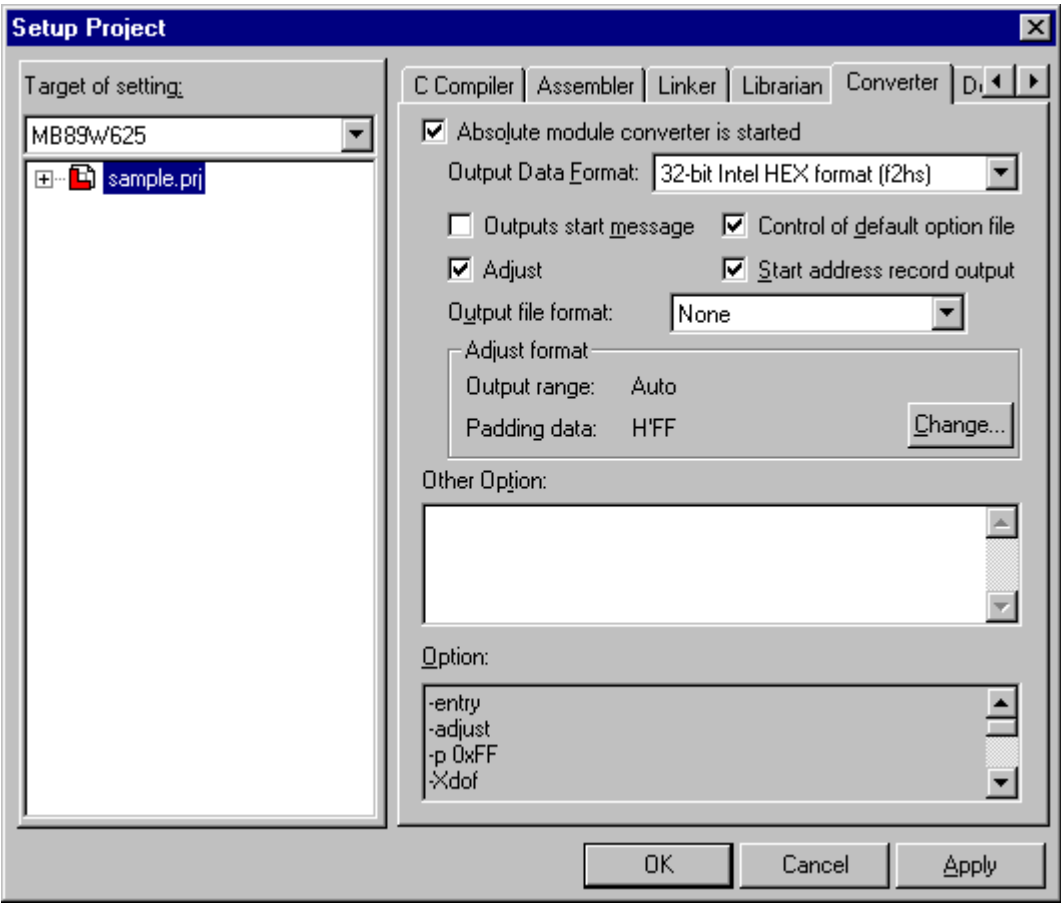 Setup Project
Target of setting:
MB89W625
sample.prj
C Compiler
Assembler
Linker
Librarian
Converter
Absolute module converter is started
Output Data Format:
32-bit Intel HEX format (f2hs)
Outputs start message
Control of default option file
Adjust
Start address record output
Output file format:
None
Adjust format
Output range: Auto
Padding data: H'FF
Change...
Other Option:
Option:
-entry
-adjust
-p 0xFF
-Xdof
OK
Cancel
Apply